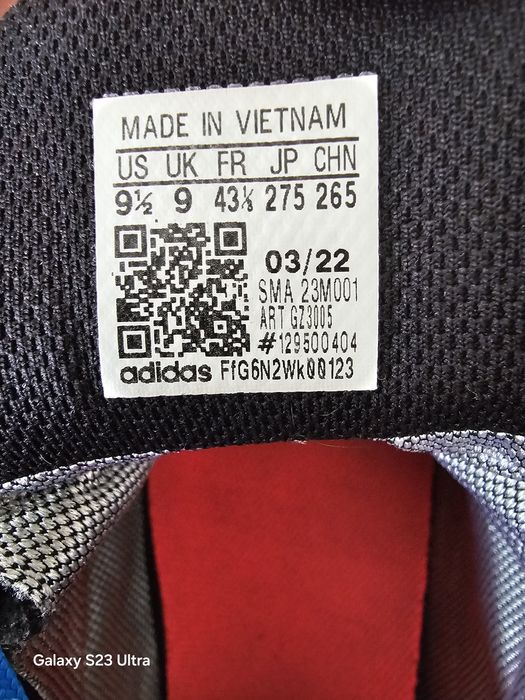 MADE IN VIETNAM
US UK FR JP CHN
9½ 9 43⅓ 275 265
03/22
SMA 23M001
ART GZ3005
#129500404
adidas FfG6N2Wk00123
Galaxy S23 Ultra